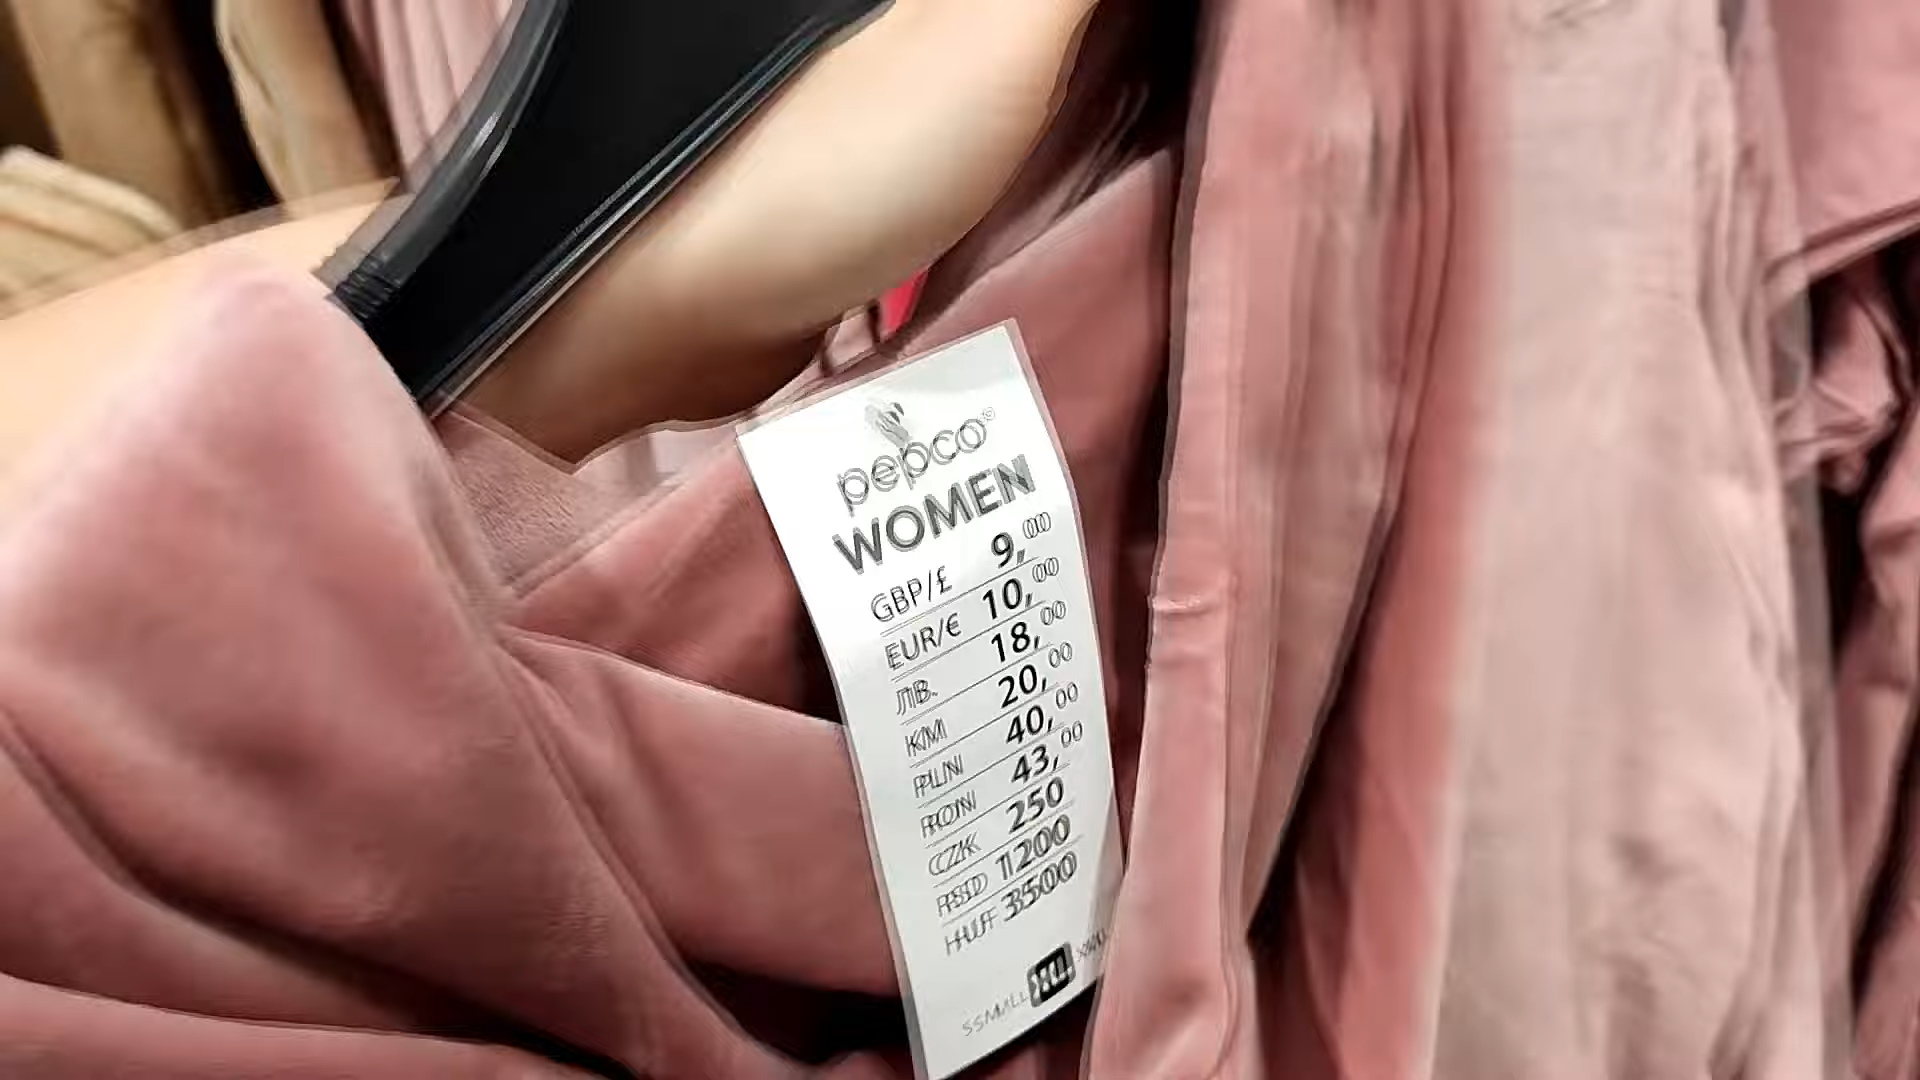 pepco®
WOMEN
GBP/£ 9,00
EUR/€ 10,00
ЛВ. 18,00
KM 20,00
PLN 40,00
RON 43,00
CZK 250
RSD 1200
HUF 3500